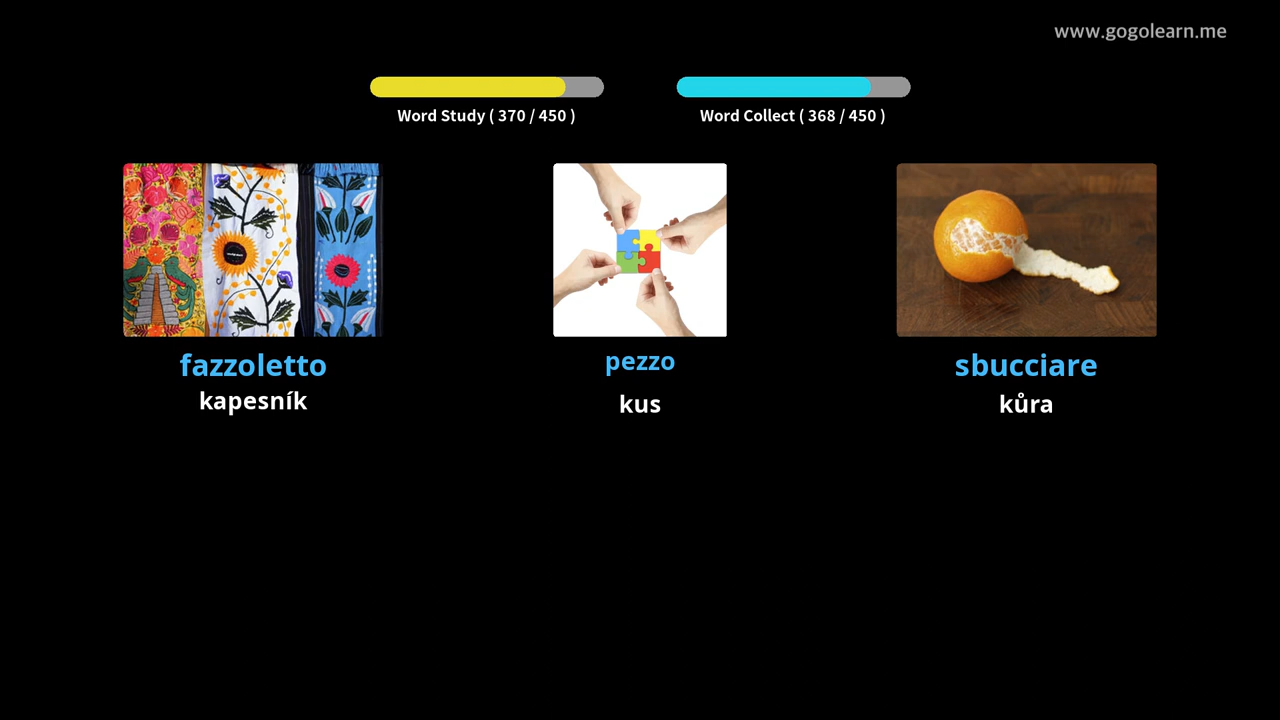 www.gogolearn.me
Word Study ( 370 / 450 )
Word Collect ( 368 / 450 )
fazzoletto
kapesník
pezzo
kus
sbucciare
kůra